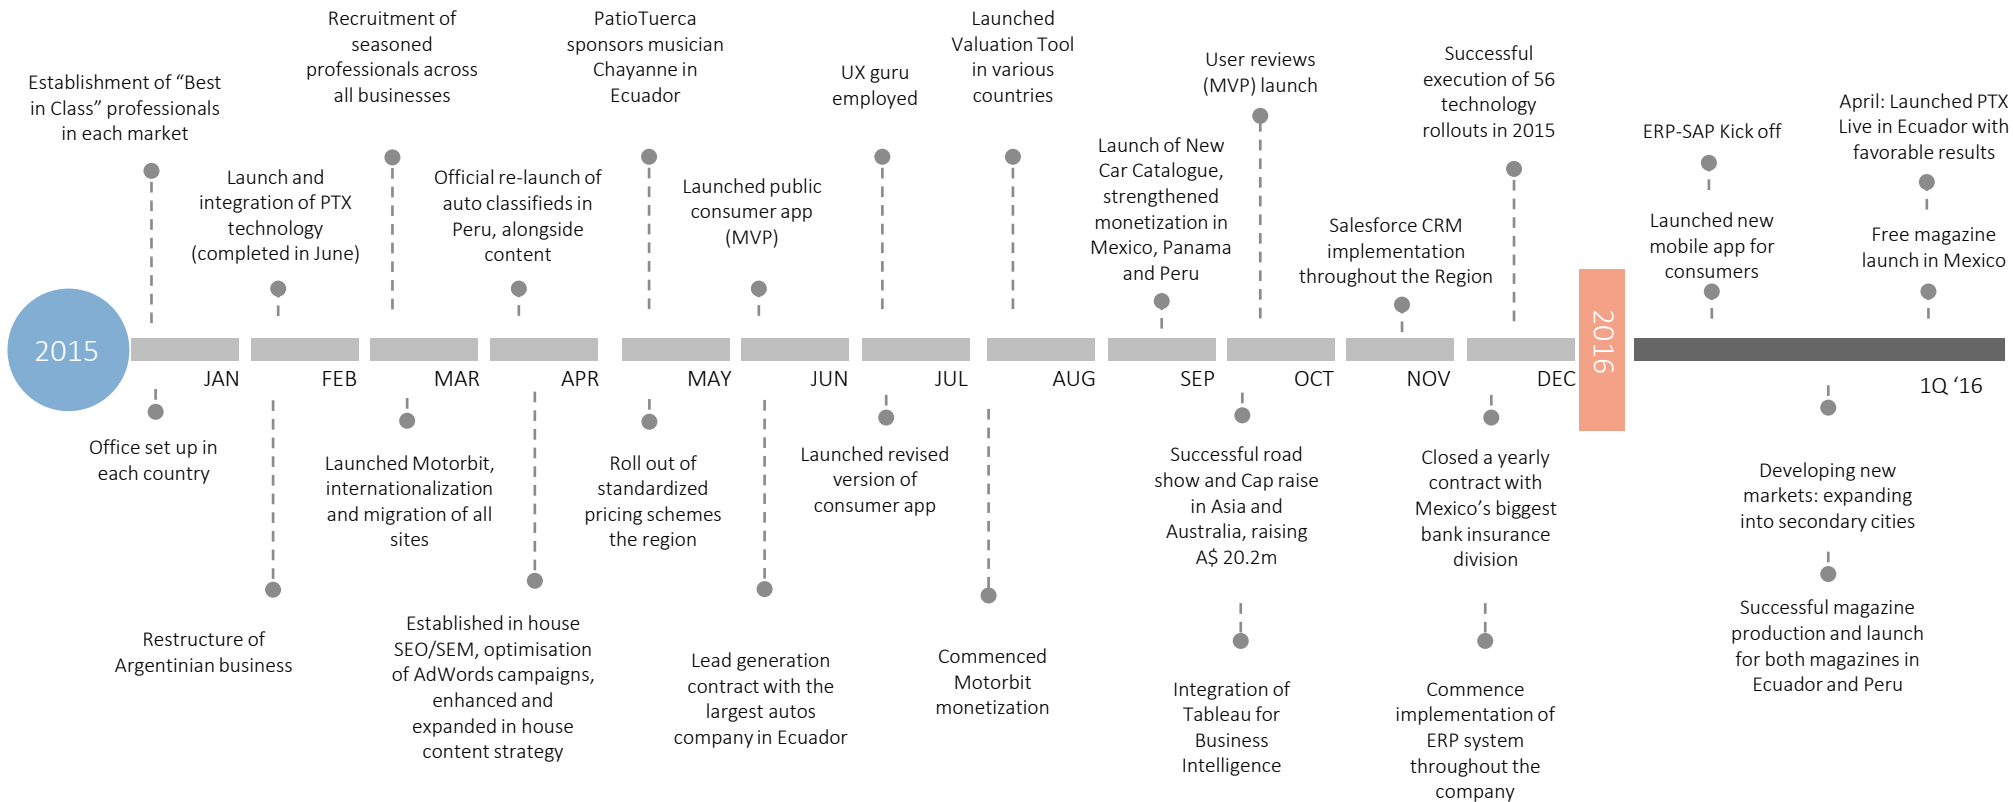 Establishment of “Best
in Class” professionals
in each market
Launch and
integration of PTX
technology
(completed in June)
Recruitment of
seasoned
professionals across
all businesses
Official re-launch of
auto classifieds in
Peru, alongside
content
PatioTuerca
sponsors musician
Chayanne in
Ecuador
Launched public
consumer app
(MVP)
UX guru
employed
Launched
Valuation Tool
in various
countries
Launch of New
Car Catalogue,
strengthened
monetization in
Mexico, Panama
and Peru
User reviews
(MVP) launch
Salesforce CRM
implementation
throughout the Region
Successful
execution of 56
technology
rollouts in 2015
ERP-SAP Kick off
Launched new
mobile app for
consumers
April: Launched PTX
Live in Ecuador with
favorable results
Free magazine
launch in Mexico
2015
JAN
FEB
MAR
APR
MAY
JUN
JUL
AUG
SEP
OCT
NOV
DEC
2016
1Q ‘16
Office set up in
each country
Restructure of
Argentinian business
Launched Motorbit,
internationalization
and migration of all
sites
Established in house
SEO/SEM, optimisation
of AdWords campaigns,
enhanced and
expanded in house
content strategy
Roll out of
standardized
pricing schemes
the region
Lead generation
contract with the
largest autos
company in Ecuador
Launched revised
version of
consumer app
Commenced
Motorbit
monetization
Successful road
show and Cap raise
in Asia and
Australia, raising
A$ 20.2m
Integration of
Tableau for
Business
Intelligence
Closed a yearly
contract with
Mexico’s biggest
bank insurance
division
Commence
implementation of
ERP system
throughout the
company
Developing new
markets: expanding
into secondary cities
Successful magazine
production and launch
for both magazines in
Ecuador and Peru